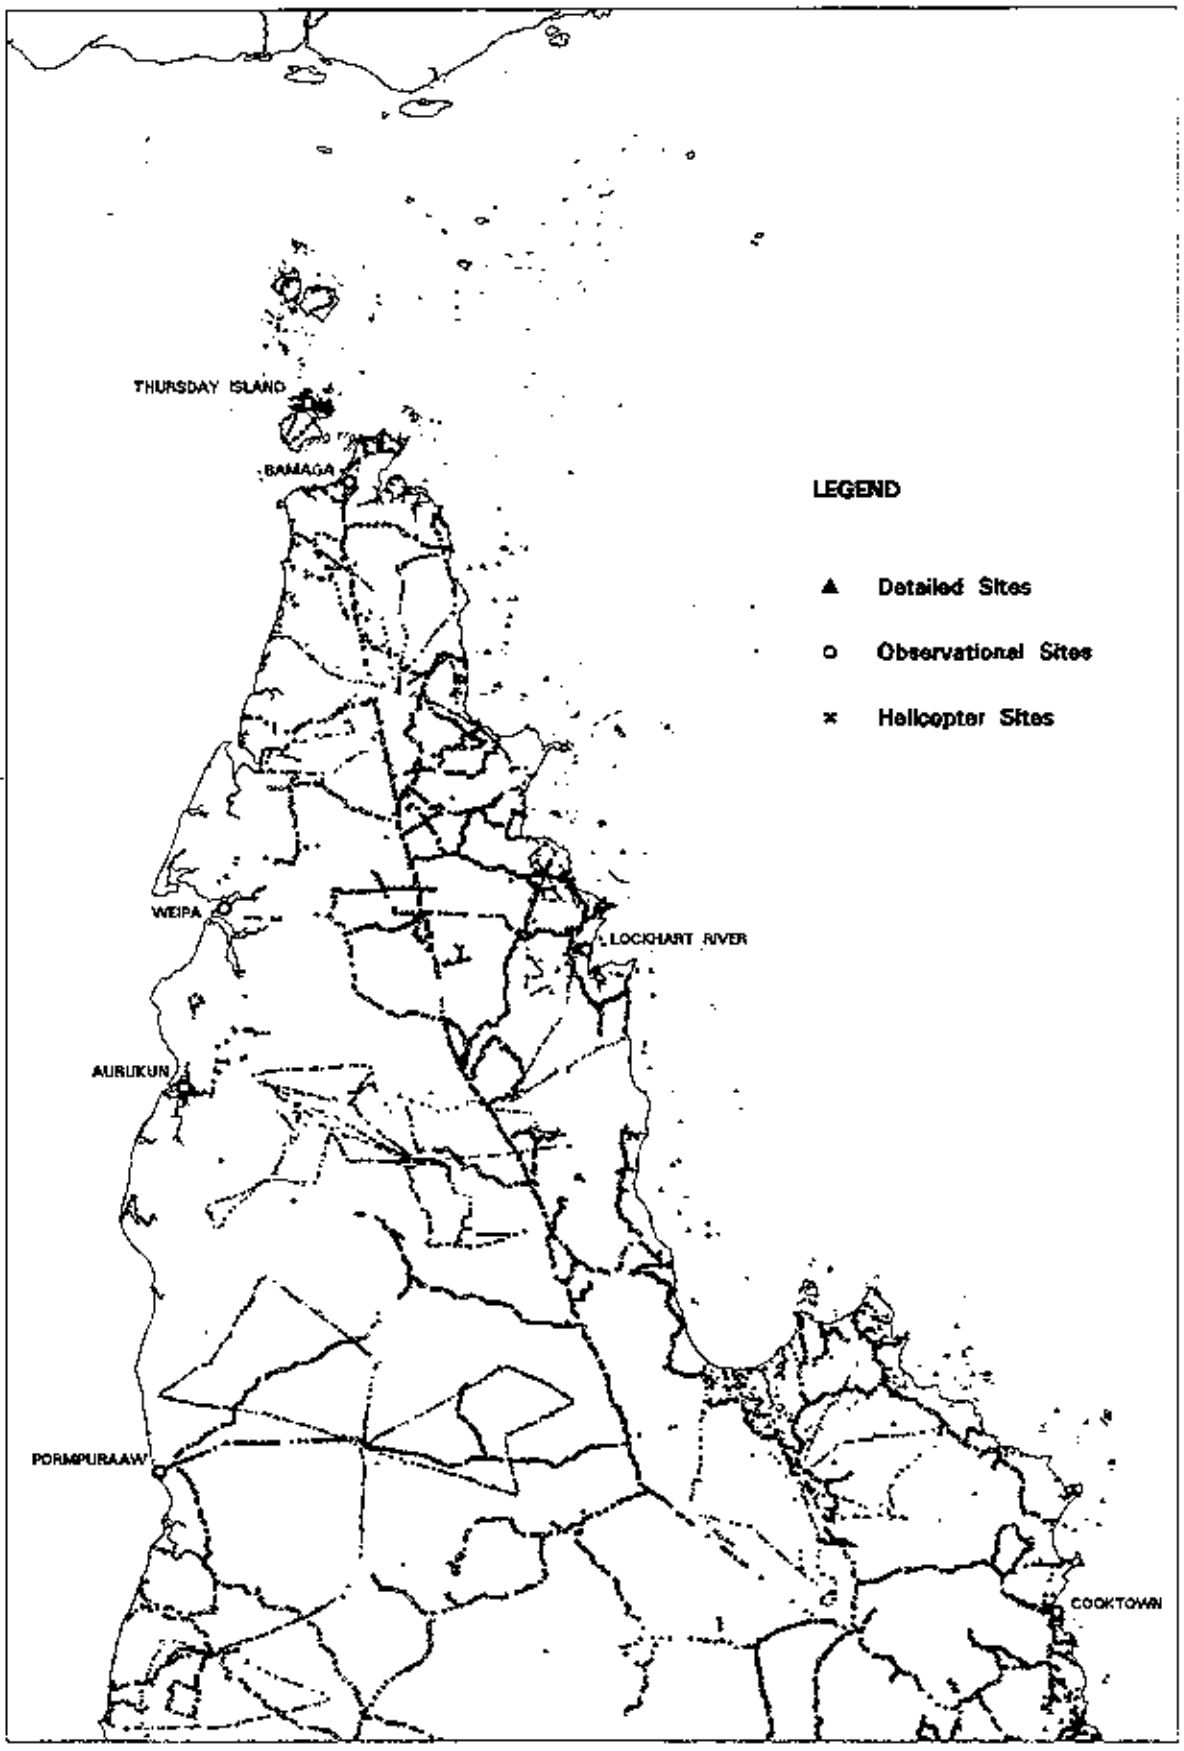 THURSDAY ISLAND
BAMAGA
LEGEND
Detailed Sites
Observational Sites
Helicopter Sites
WEIPA
LOCKHART RIVER
AURUKUN
PORMPURAAW
COOKTOWN